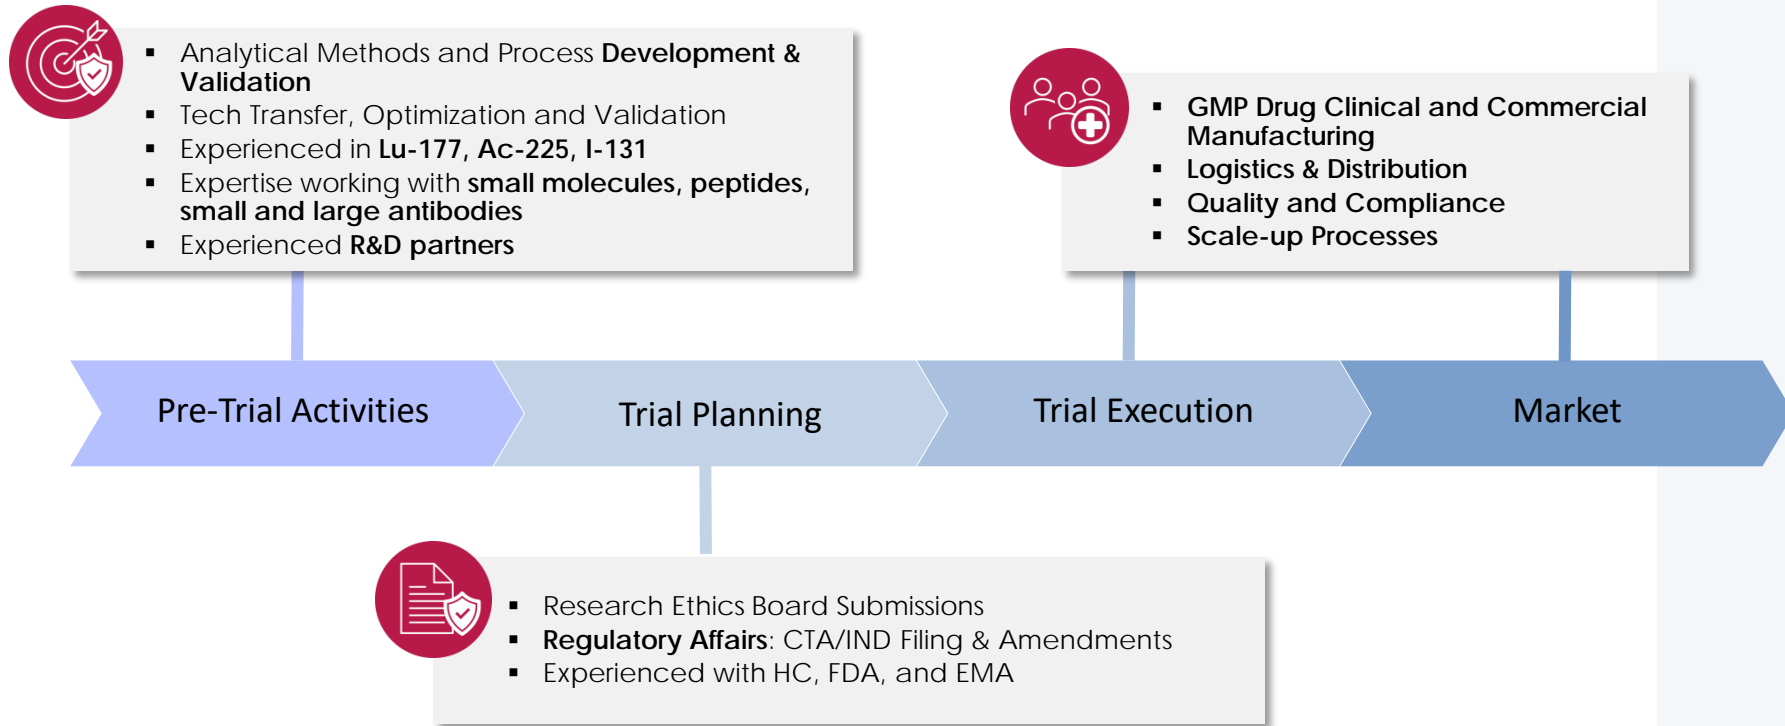 ▪ Analytical Methods and Process Development &
Validation
▪ Tech Transfer, Optimization and Validation
▪ Experienced in Lu-177, Ac-225, I-131
▪ Expertise working with small molecules, peptides,
small and large antibodies
▪ Experienced R&D partners
▪ GMP Drug Clinical and Commercial
Manufacturing
▪ Logistics & Distribution
▪ Quality and Compliance
▪ Scale-up Processes
Pre-Trial Activities
Trial Planning
Trial Execution
Market
▪ Research Ethics Board Submissions
▪ Regulatory Affairs: CTA/IND Filing & Amendments
▪ Experienced with HC, FDA, and EMA